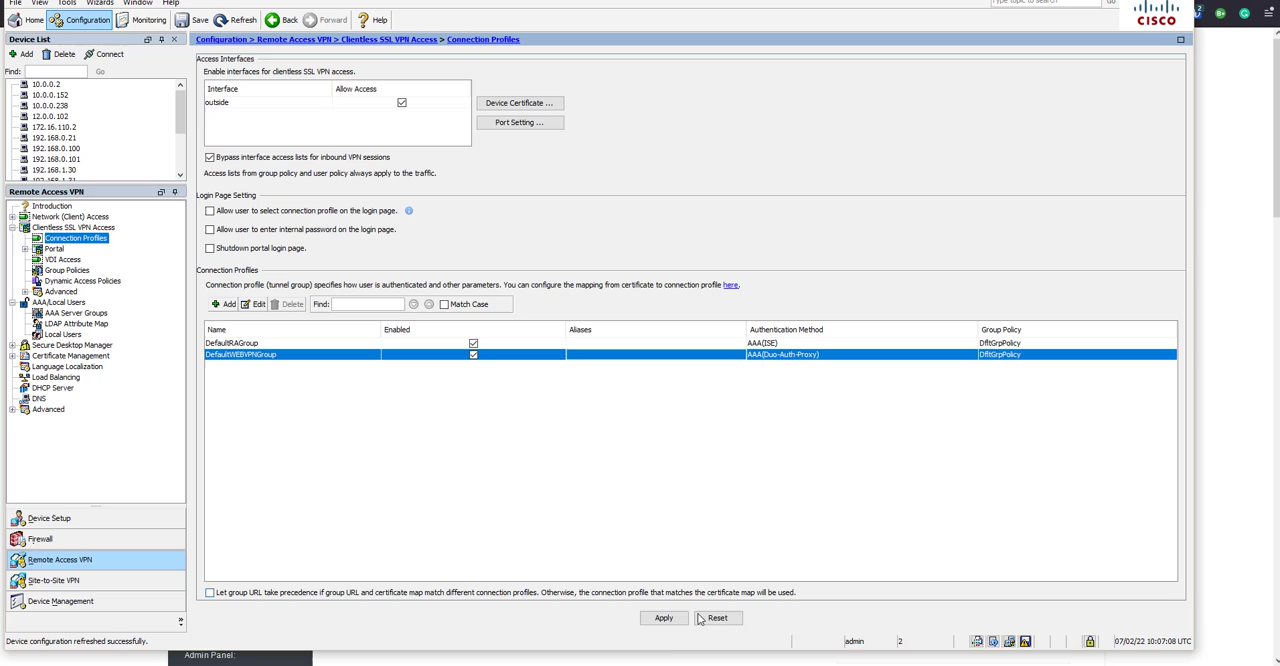 File View Tools Wizards Window Help
Home Configuration Monitoring Save Refresh Back Forward Help
Type topic to search Go
CISCO
Device List
Add Delete Connect
Find: Go
10.0.0.2
10.0.0.152
10.0.0.238
12.0.0.102
172.16.110.2
192.168.0.21
192.168.0.100
192.168.0.101
192.168.1.30
192.168.1.31
Remote Access VPN
Introduction
Network (Client) Access
Clientless SSL VPN Access
Connection Profiles
Portal
VDI Access
Group Policies
Dynamic Access Policies
Advanced
AAA/Local Users
AAA Server Groups
LDAP Attribute Map
Local Users
Secure Desktop Manager
Certificate Management
Language Localization
Load Balancing
DHCP Server
DNS
Advanced
Device Setup
Firewall
Remote Access VPN
Site-to-Site VPN
Device Management
Configuration > Remote Access VPN > Clientless SSL VPN Access > Connection Profiles
Access Interfaces
Enable interfaces for clientless SSL VPN access.
Interface Allow Access
outside
Device Certificate ...
Port Setting ...
Bypass interface access lists for inbound VPN sessions
Access lists from group policy and user policy always apply to the traffic.
Login Page Setting
Allow user to select connection profile on the login page.
Allow user to enter internal password on the login page.
Shutdown portal login page.
Connection Profiles
Connection profile (tunnel group) specifies how user is authenticated and other parameters. You can configure the mapping from certificate to connection profile here.
Add Edit Delete Find: Match Case
Name Enabled Aliases Authentication Method Group Policy
DefaultRAGroup AAA(ISE) DfltGrpPolicy
DefaultWEBVPNGroup AAA(Duo-Auth-Proxy) DfltGrpPolicy
Let group URL take precedence if group URL and certificate map match different connection profiles. Otherwise, the connection profile that matches the certificate map will be used.
Apply Reset
Device configuration refreshed successfully. admin 2 07/02/22 10:07:08 UTC
Admin Panel: